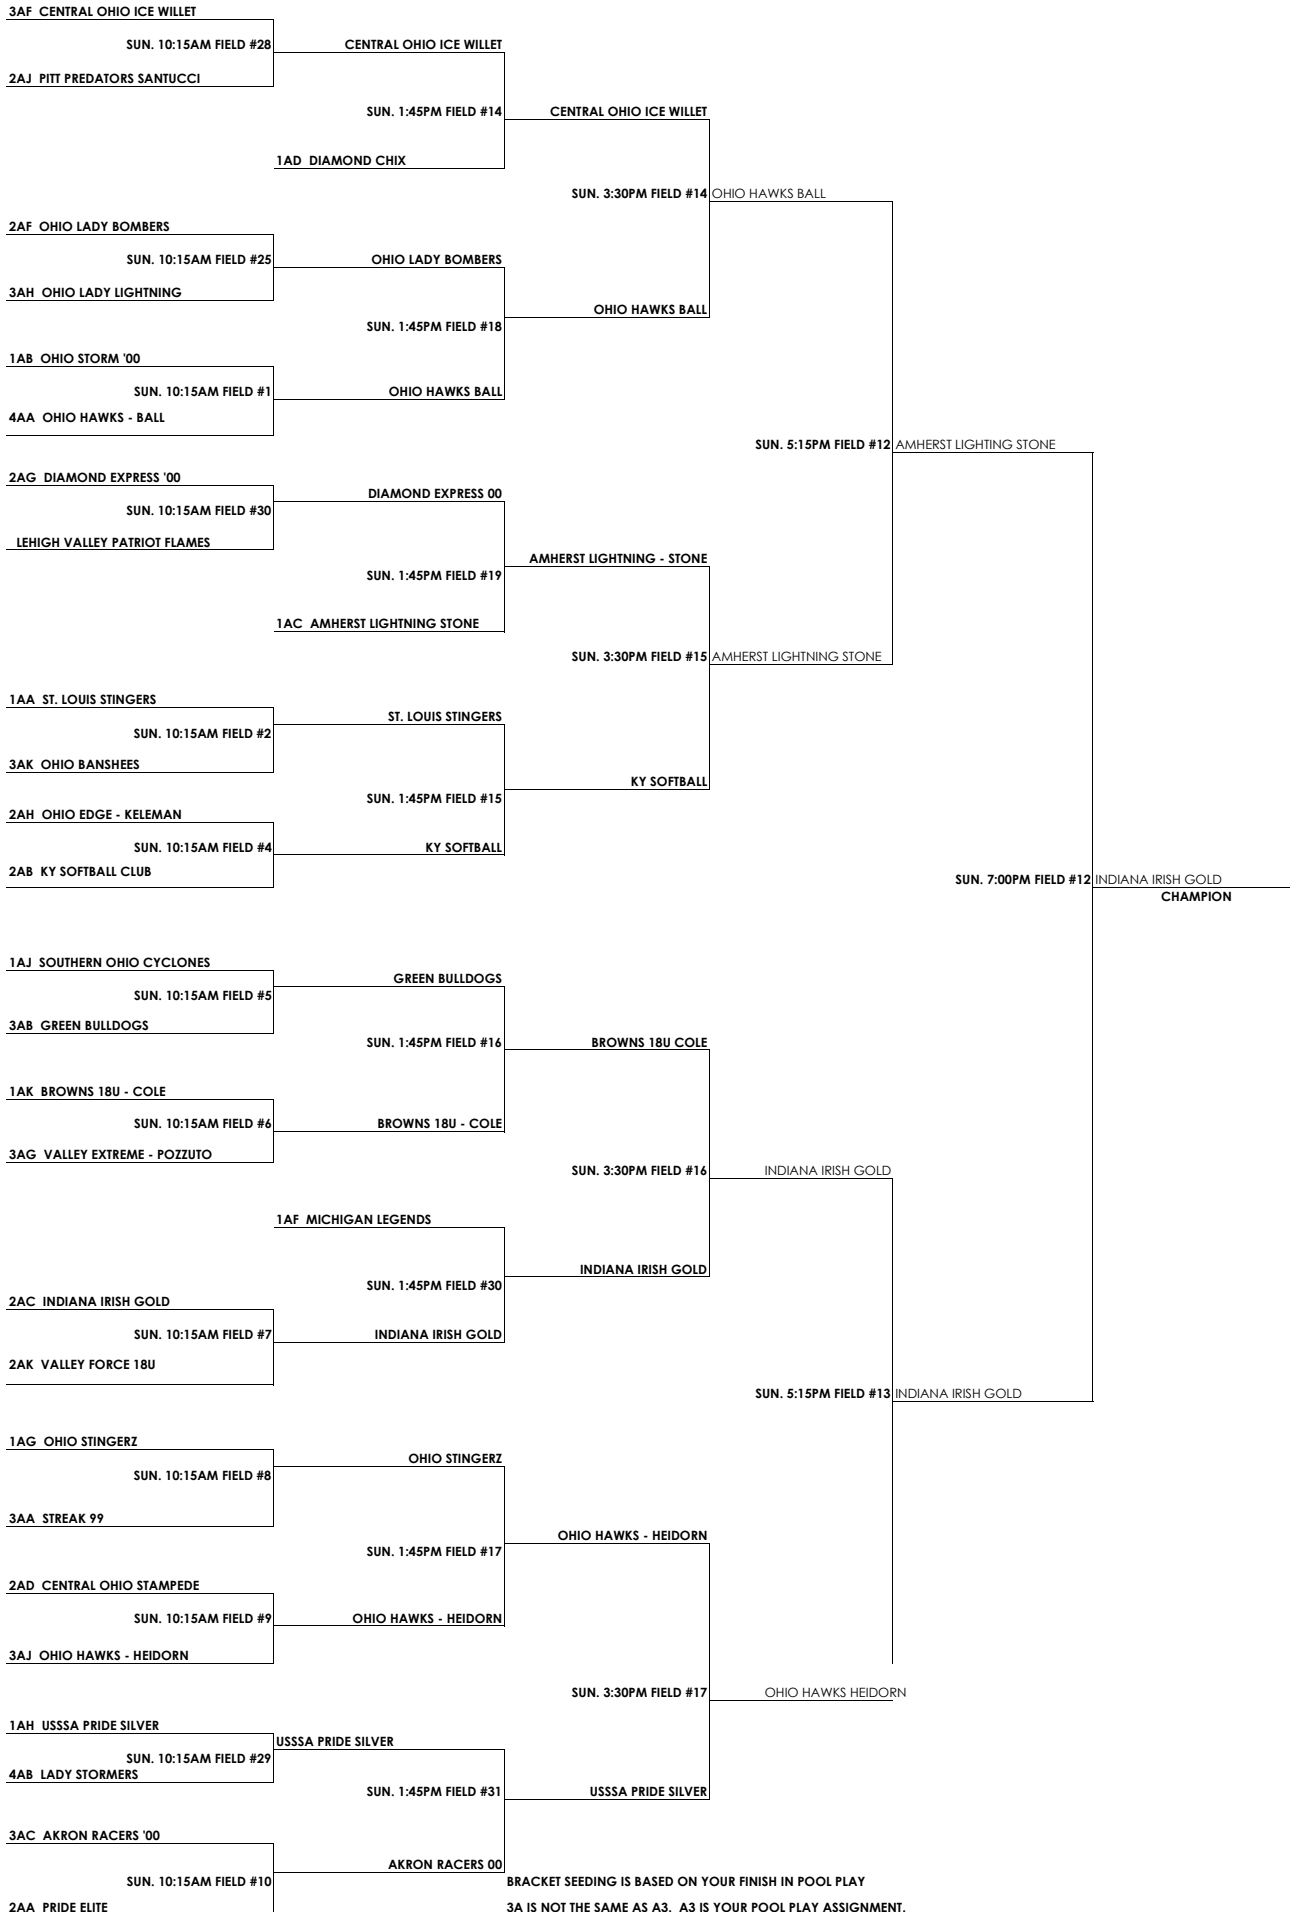 3AF CENTRAL OHIO ICE WILLET
SUN. 10:15AM FIELD #28
CENTRAL OHIO ICE WILLET
2AJ PITT PREDATORS SANTUCCI
SUN. 1:45PM FIELD #14
CENTRAL OHIO ICE WILLET
1AD DIAMOND CHIX
SUN. 3:30PM FIELD #14
OHIO HAWKS BALL
2AF OHIO LADY BOMBERS
SUN. 10:15AM FIELD #25
OHIO LADY BOMBERS
3AH OHIO LADY LIGHTNING
OHIO HAWKS BALL
SUN. 1:45PM FIELD #18
1AB OHIO STORM '00
SUN. 10:15AM FIELD #1
OHIO HAWKS BALL
4AA OHIO HAWKS - BALL
SUN. 5:15PM FIELD #12
AMHERST LIGHTING STONE
2AG DIAMOND EXPRESS '00
DIAMOND EXPRESS 00
SUN. 10:15AM FIELD #30
LEHIGH VALLEY PATRIOT FLAMES
AMHERST LIGHTNING - STONE
SUN. 1:45PM FIELD #19
1AC AMHERST LIGHTNING STONE
SUN. 3:30PM FIELD #15
AMHERST LIGHTNING STONE
1AA ST. LOUIS STINGERS
ST. LOUIS STINGERS
SUN. 10:15AM FIELD #2
3AK OHIO BANSHEES
KY SOFTBALL
SUN. 1:45PM FIELD #15
2AH OHIO EDGE - KELEMAN
SUN. 10:15AM FIELD #4
KY SOFTBALL
2AB KY SOFTBALL CLUB
SUN. 7:00PM FIELD #12
INDIANA IRISH GOLD
CHAMPION
1AJ SOUTHERN OHIO CYCLONES
GREEN BULLDOGS
SUN. 10:15AM FIELD #5
3AB GREEN BULLDOGS
SUN. 1:45PM FIELD #16
BROWNS 18U COLE
1AK BROWNS 18U - COLE
SUN. 10:15AM FIELD #6
BROWNS 18U - COLE
3AG VALLEY EXTREME - POZZUTO
SUN. 3:30PM FIELD #16
INDIANA IRISH GOLD
1AF MICHIGAN LEGENDS
INDIANA IRISH GOLD
SUN. 1:45PM FIELD #30
2AC INDIANA IRISH GOLD
SUN. 10:15AM FIELD #7
INDIANA IRISH GOLD
2AK VALLEY FORCE 18U
SUN. 5:15PM FIELD #13
INDIANA IRISH GOLD
1AG OHIO STINGERZ
OHIO STINGERZ
SUN. 10:15AM FIELD #8
3AA STREAK 99
OHIO HAWKS - HEIDORN
SUN. 1:45PM FIELD #17
2AD CENTRAL OHIO STAMPEDE
SUN. 10:15AM FIELD #9
OHIO HAWKS - HEIDORN
3AJ OHIO HAWKS - HEIDORN
SUN. 3:30PM FIELD #17
OHIO HAWKS HEIDORN
1AH USSSA PRIDE SILVER
USSSA PRIDE SILVER
SUN. 10:15AM FIELD #29
4AB LADY STORMERS
SUN. 1:45PM FIELD #31
USSSA PRIDE SILVER
3AC AKRON RACERS '00
AKRON RACERS 00
SUN. 10:15AM FIELD #10
BRACKET SEEDING IS BASED ON YOUR FINISH IN POOL PLAY
2AA PRIDE ELITE
3A IS NOT THE SAME AS A3. A3 IS YOUR POOL PLAY ASSIGNMENT.